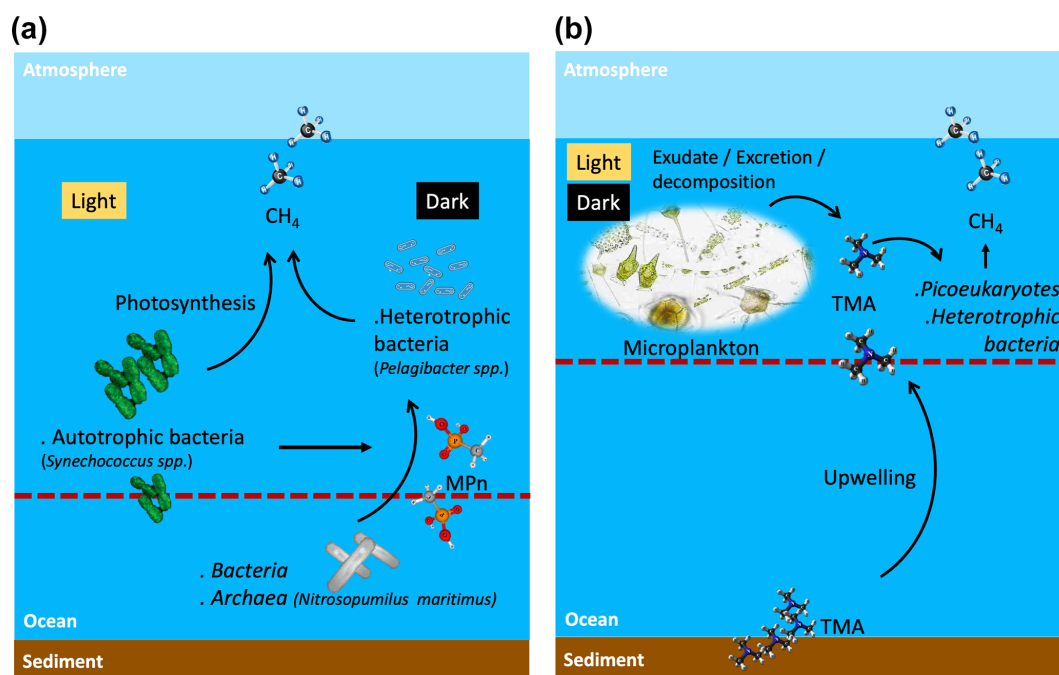 (a)
Atmosphere
Light
Dark
CH4
Photosynthesis
.Heterotrophic
bacteria
(Pelagibacter spp.)
. Autotrophic bacteria
(Synechococcus spp.)
MPn
. Bacteria
. Archaea (Nitrosopumilus maritimus)
Ocean
Sediment
(b)
Atmosphere
Light
Dark
Exudate / Excretion /
decomposition
CH4
TMA
.Picoeukaryotes
.Heterotrophic
bacteria
Microplankton
Upwelling
TMA
Ocean
Sediment